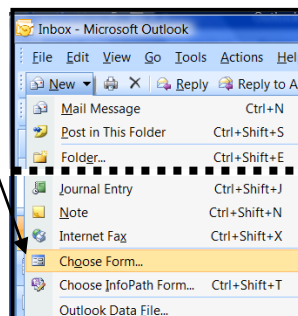 Inbox - Microsoft Outlook
File Edit View Go Tools Actions Hel
New Reply Reply to A
Mail Message Ctrl+N
Post in This Folder Ctrl+Shift+S
Folder... Ctrl+Shift+E
Journal Entry Ctrl+Shift+J
Note Ctrl+Shift+N
Internet Fax Ctrl+Shift+X
Choose Form...
Choose InfoPath Form... Ctrl+Shift+T
Outlook Data File...